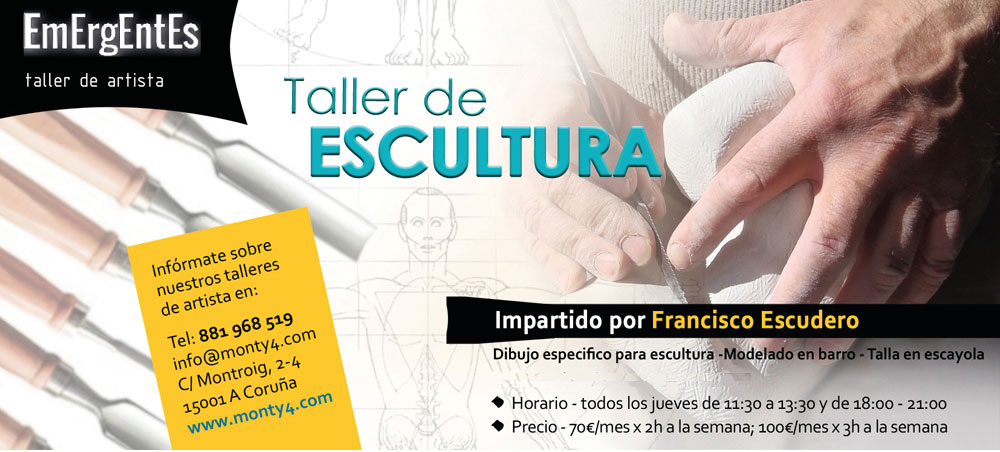 EmErgEntEs
taller de artista
Taller de
ESCULTURA
Infórmate sobre
nuestros talleres
de artista en:
Tel: 881 968 519
info@monty4.com
C/ Montroig, 2-4
15001 A Coruña
www.monty4.com
Impartido por Francisco Escudero
Dibujo especifico para escultura -Modelado en barro - Talla en escayola
Horario - todos los jueves de 11:30 a 13:30 y de 18:00 - 21:00
Precio - 70€/mes x 2h a la semana; 100€/mes x 3h a la semana